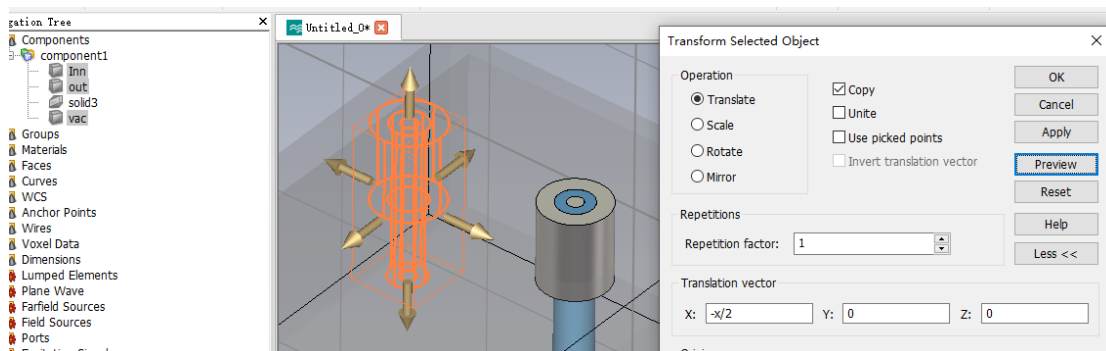 gation Tree
Components
component1
Inn
out
solid3
vac
Groups
Materials
Faces
Curves
WCS
Anchor Points
Wires
Voxel Data
Dimensions
Lumped Elements
Plane Wave
Farfield Sources
Field Sources
Ports
Untitled_0*
Transform Selected Object
Operation
Translate
Scale
Rotate
Mirror
Copy
Unite
Use picked points
Invert translation vector
OK
Cancel
Apply
Preview
Reset
Help
Less <<
Repetitions
Repetition factor: 1
Translation vector
X: -x/2 Y: 0 Z: 0